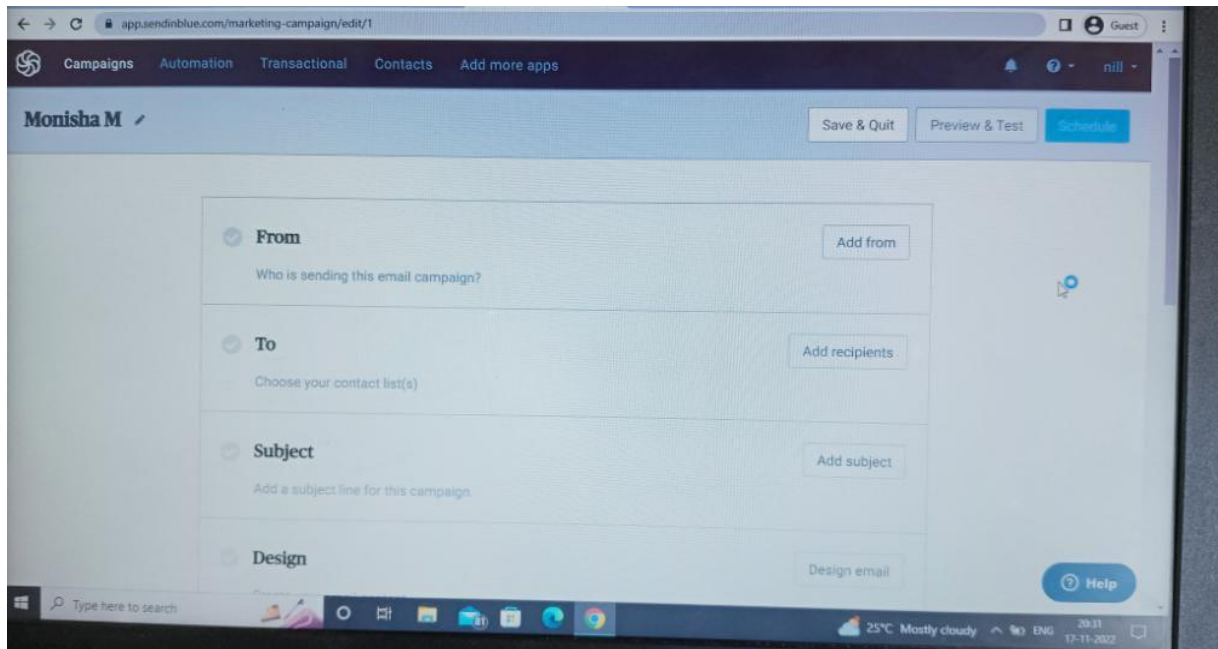 app.sendinblue.com/marketing-campaign/edit/1
Guest
Campaigns Automation Transactional Contacts Add more apps
nill
Monisha M
Save & Quit Preview & Test Schedule
From
Add from
Who is sending this email campaign?
To
Add recipients
Choose your contact list(s)
Subject
Add subject
Add a subject line for this campaign.
Design
Design email
Help
Type here to search
25°C Mostly cloudy ENG
20:31
17-11-2022